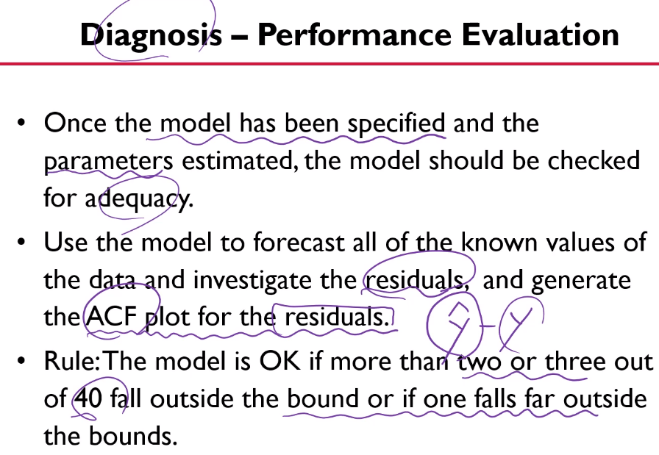 Diagnosis – Performance Evaluation
• Once the model has been specified and the
parameters estimated, the model should be checked
for adequacy.
• Use the model to forecast all of the known values of
the data and investigate the residuals, and generate
the ACF plot for the residuals.
ŷ - y
• Rule: The model is OK if more than two or three out
of 40 fall outside the bound or if one falls far outside
the bounds.